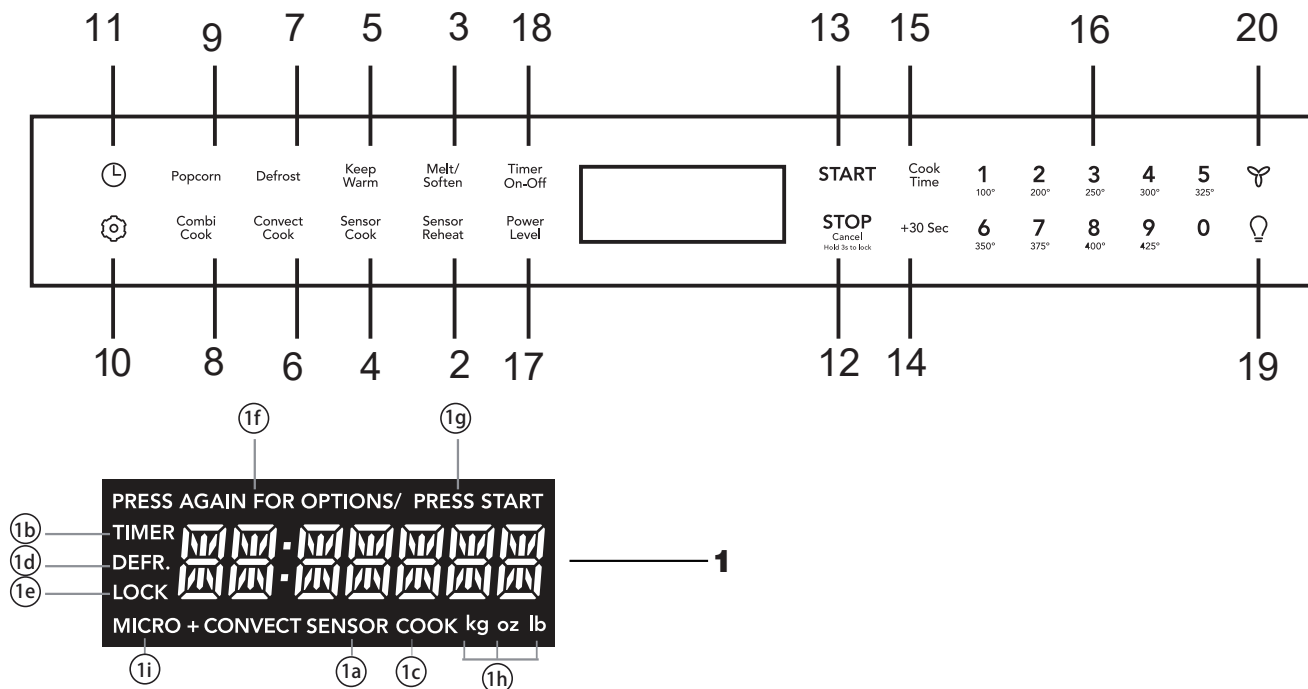 11 9 7 5 3 18 13 15 16 20
Popcorn Defrost Keep Warm Melt/ Soften Timer On-Off START Cook Time 1 100° 2 200° 3 250° 4 300° 5 325°
Combi Cook Convect Cook Sensor Cook Sensor Reheat Power Level STOP Cancel Hold 3s to lock +30 Sec 6 350° 7 375° 8 400° 9 425° 0
10 8 6 4 2 17 12 14 19
1f 1g
PRESS AGAIN FOR OPTIONS/ PRESS START
1b TIMER
1d DEFR. 1
1e LOCK
MICRO + CONVECT SENSOR COOK kg oz lb
1i 1a 1c 1h